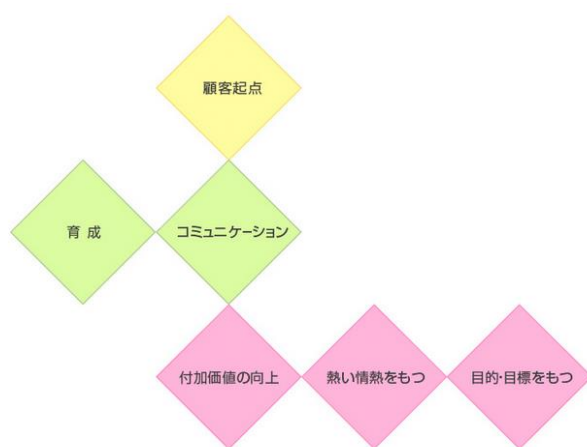 顧客起点
育成
コミュニケーション
付加価値の向上
熱い情熱をもつ
目的・目標をもつ